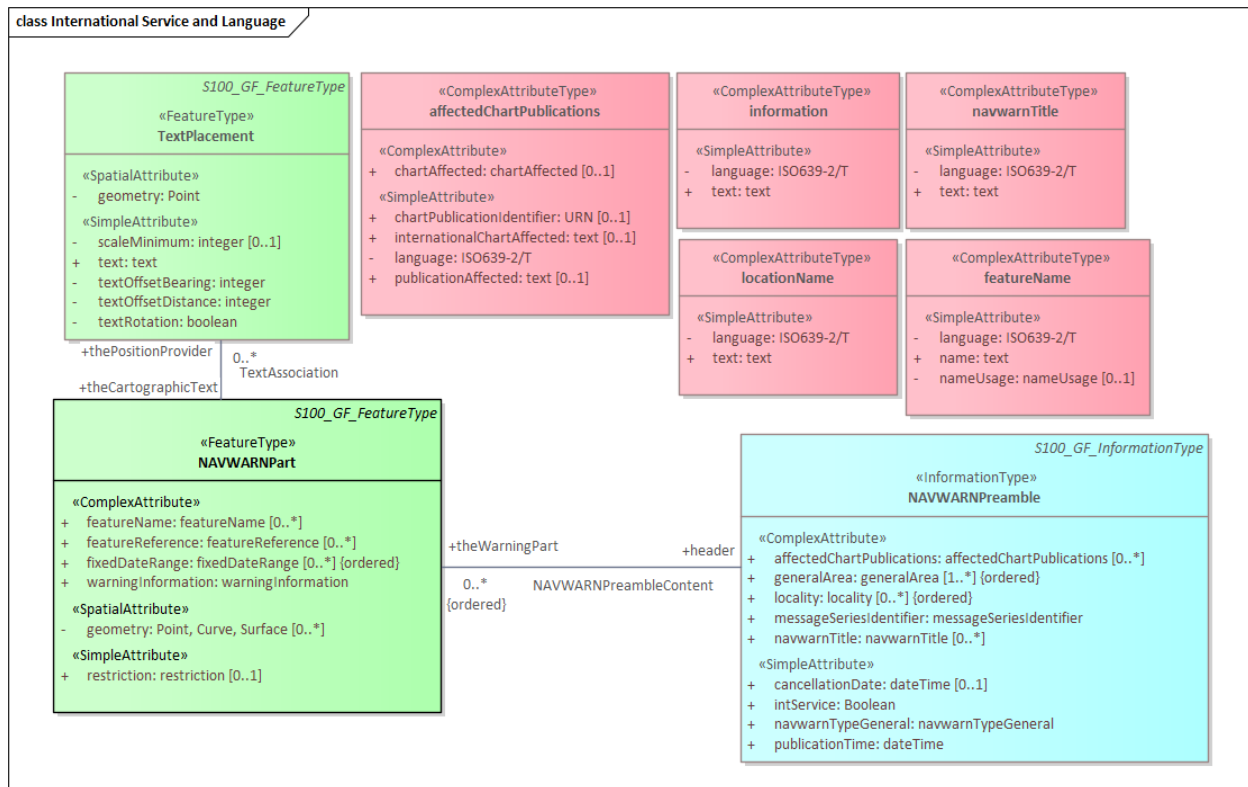 class International Service and Language
S100_GF_FeatureType
«FeatureType»
TextPlacement
«SpatialAttribute»
- geometry: Point
«SimpleAttribute»
- scaleMinimum: integer [0..1]
+ text: text
- textOffsetBearing: integer
- textOffsetDistance: integer
- textRotation: boolean
«ComplexAttributeType»
affectedChartPublications
«ComplexAttribute»
+ chartAffected: chartAffected [0..1]
«SimpleAttribute»
+ chartPublicationIdentifier: URN [0..1]
+ internationalChartAffected: text [0..1]
- language: ISO639-2/T
+ publicationAffected: text [0..1]
«ComplexAttributeType»
information
«SimpleAttribute»
- language: ISO639-2/T
+ text: text
«ComplexAttributeType»
navwarnTitle
«SimpleAttribute»
- language: ISO639-2/T
+ text: text
«ComplexAttributeType»
locationName
«SimpleAttribute»
- language: ISO639-2/T
+ text: text
«ComplexAttributeType»
featureName
«SimpleAttribute»
- language: ISO639-2/T
+ name: text
- nameUsage: nameUsage [0..1]
+thePositionProvider
0..*
TextAssociation
+theCartographicText
S100_GF_FeatureType
«FeatureType»
NAVWARNPart
«ComplexAttribute»
+ featureName: featureName [0..*]
+ featureReference: featureReference [0..*]
+ fixedDateRange: fixedDateRange [0..*] {ordered}
+ warningInformation: warningInformation
«SpatialAttribute»
- geometry: Point, Curve, Surface [0..*]
«SimpleAttribute»
+ restriction: restriction [0..1]
+theWarningPart
+header
0..*
{ordered}
NAVWARNPreambleContent
S100_GF_InformationType
«InformationType»
NAVWARNPreamble
«ComplexAttribute»
+ affectedChartPublications: affectedChartPublications [0..*]
+ generalArea: generalArea [1..*] {ordered}
+ locality: locality [0..*] {ordered}
+ messageSeriesIdentifier: messageSeriesIdentifier
+ navwarnTitle: navwarnTitle [0..*]
«SimpleAttribute»
+ cancellationDate: dateTime [0..1]
+ intService: Boolean
+ navwarnTypeGeneral: navwarnTypeGeneral
+ publicationTime: dateTime